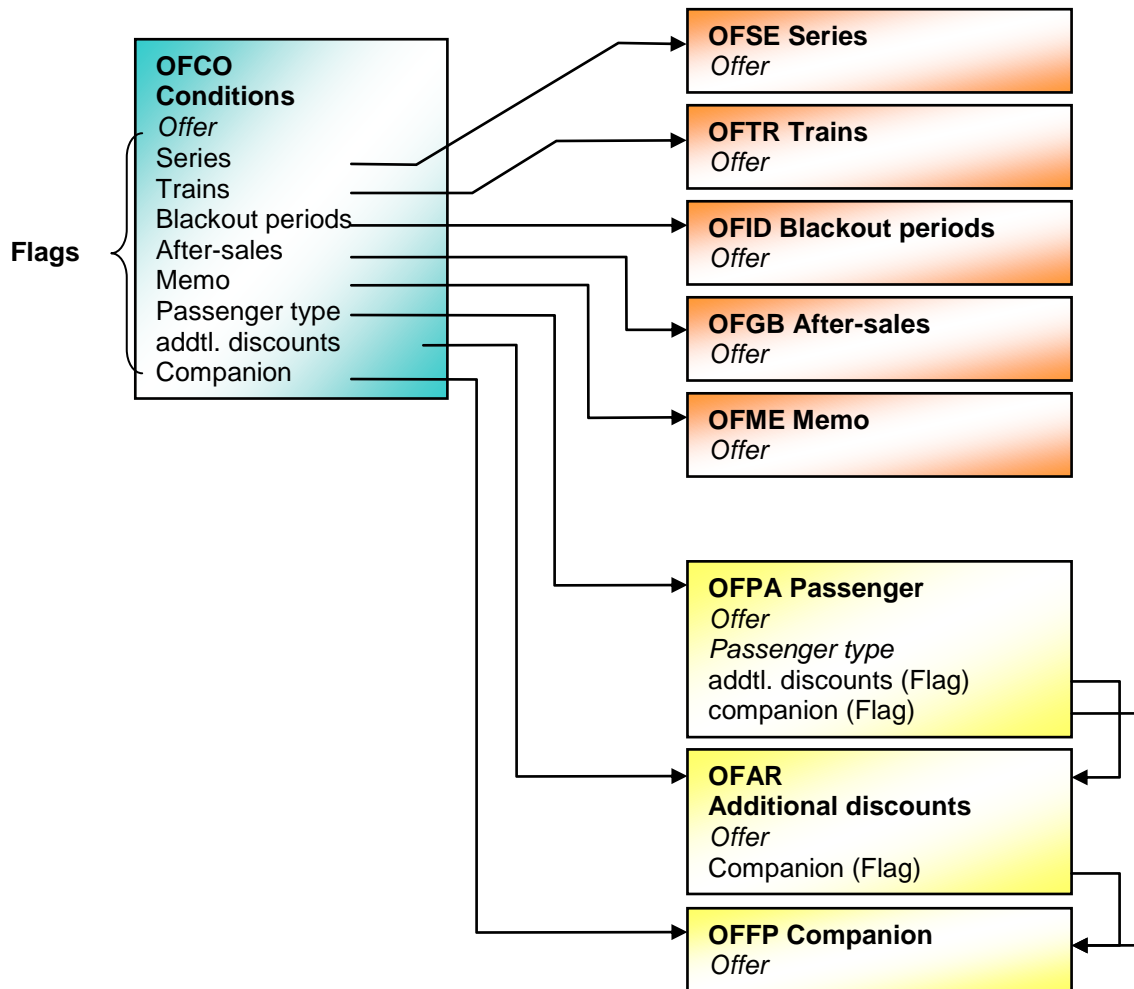 OFCO
Conditions
Offer
Series
Trains
Blackout periods
After-sales
Memo
Passenger type
addtl. discounts
Companion
Flags
OFSE Series
Offer
OFTR Trains
Offer
OFID Blackout periods
Offer
OFGB After-sales
Offer
OFME Memo
Offer
OFPA Passenger
Offer
Passenger type
addtl. discounts (Flag)
companion (Flag)
OFAR
Additional discounts
Offer
Companion (Flag)
OFFP Companion
Offer